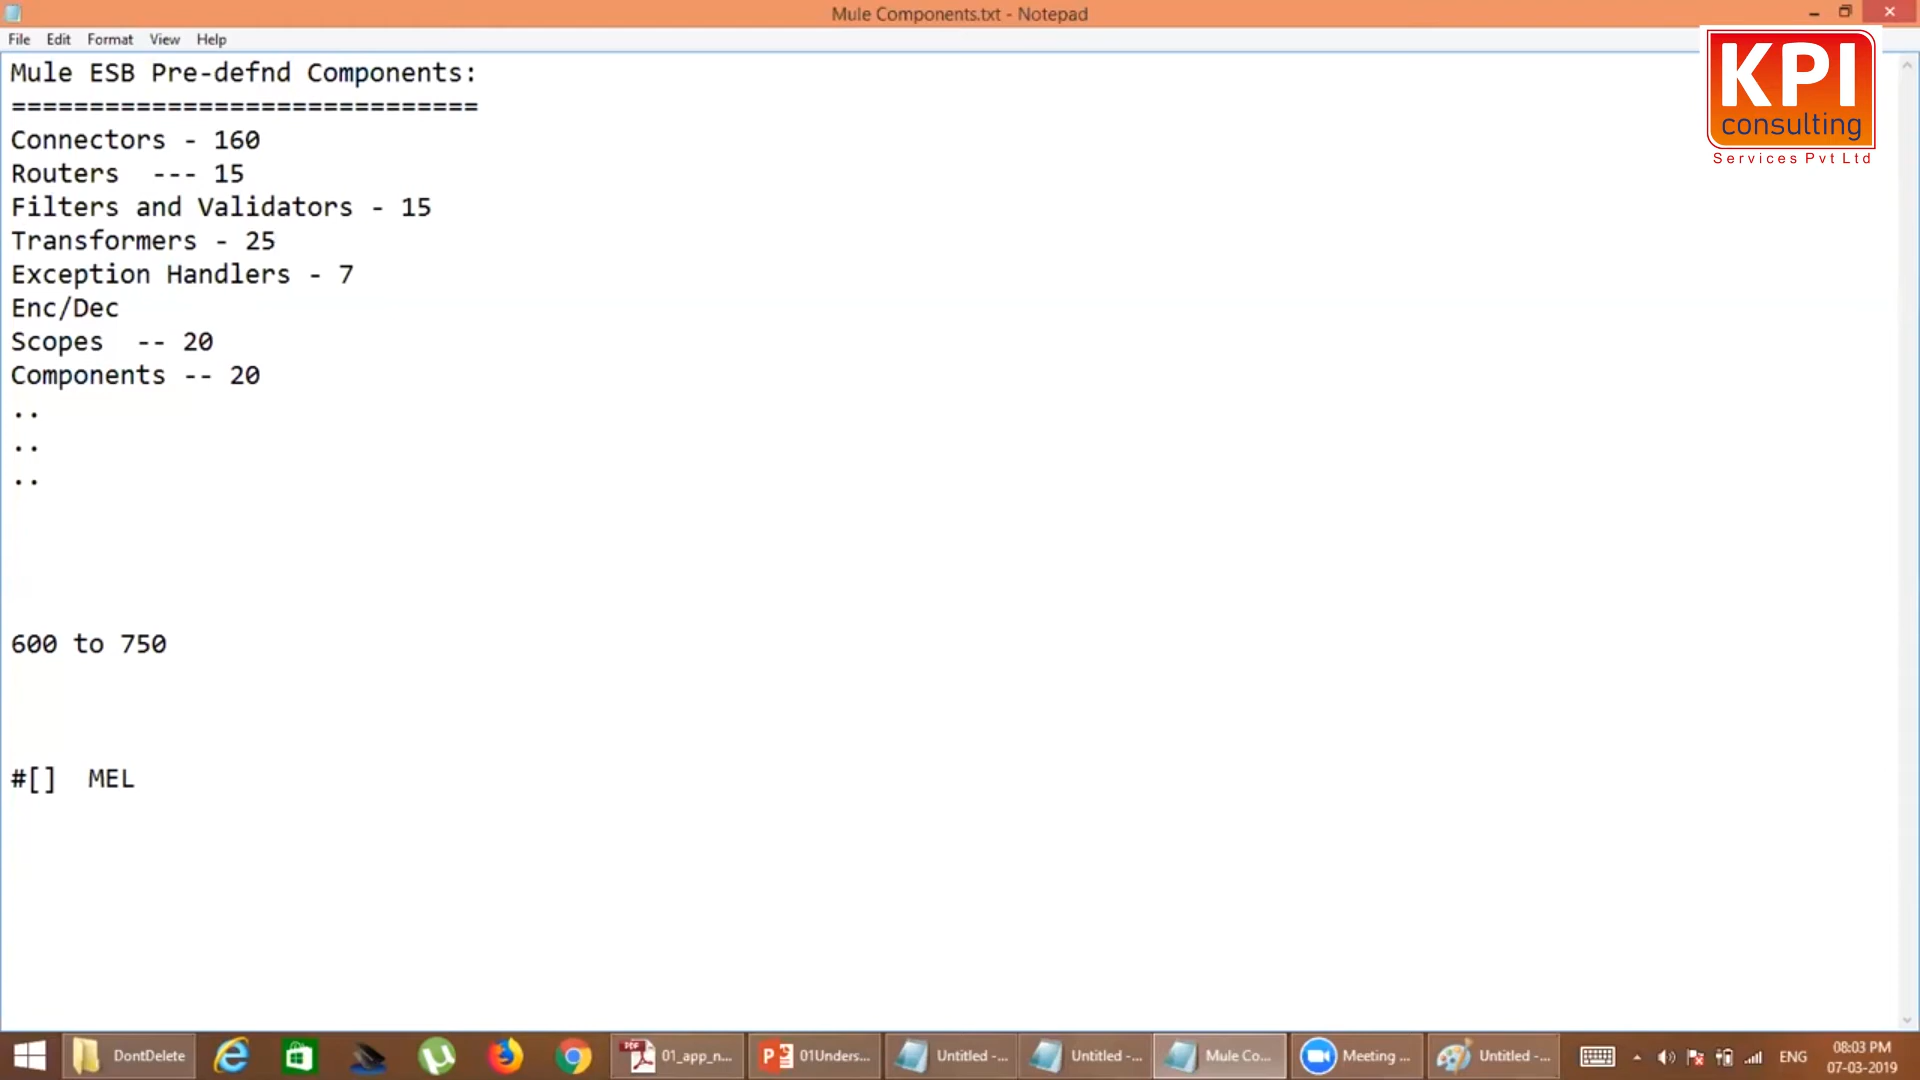 Mule Components.txt - Notepad
File Edit Format View Help
Mule ESB Pre-defnd Components:
==============================
Connectors - 160
Routers  --- 15
Filters and Validators - 15
Transformers - 25
Exception Handlers - 7
Enc/Dec
Scopes  -- 20
Components -- 20
..
..
..
600 to 750
#[]  MEL
KPI
consulting
Services Pvt Ltd
DontDelete
01_app_n...
01Unders...
Untitled -...
Untitled -...
Mule Co...
Meeting ...
Untitled -...
ENG
08:03 PM
07-03-2019